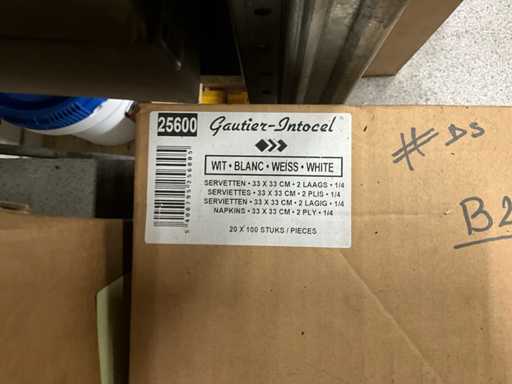 25600
Gautier-Intocel
WIT • BLANC • WEISS • WHITE
SERVETTEN • 33 X 33 CM • 2 LAAGS • 1/4
SERVIETTES • 33 X 33 CM • 2 PLIS • 1/4
SERVIETTEN • 33 X 33 CM • 2 LAGIG • 1/4
NAPKINS • 33 X 33 CM • 2 PLY • 1/4
20 X 100 STUKS / PIECES
# DS
B2